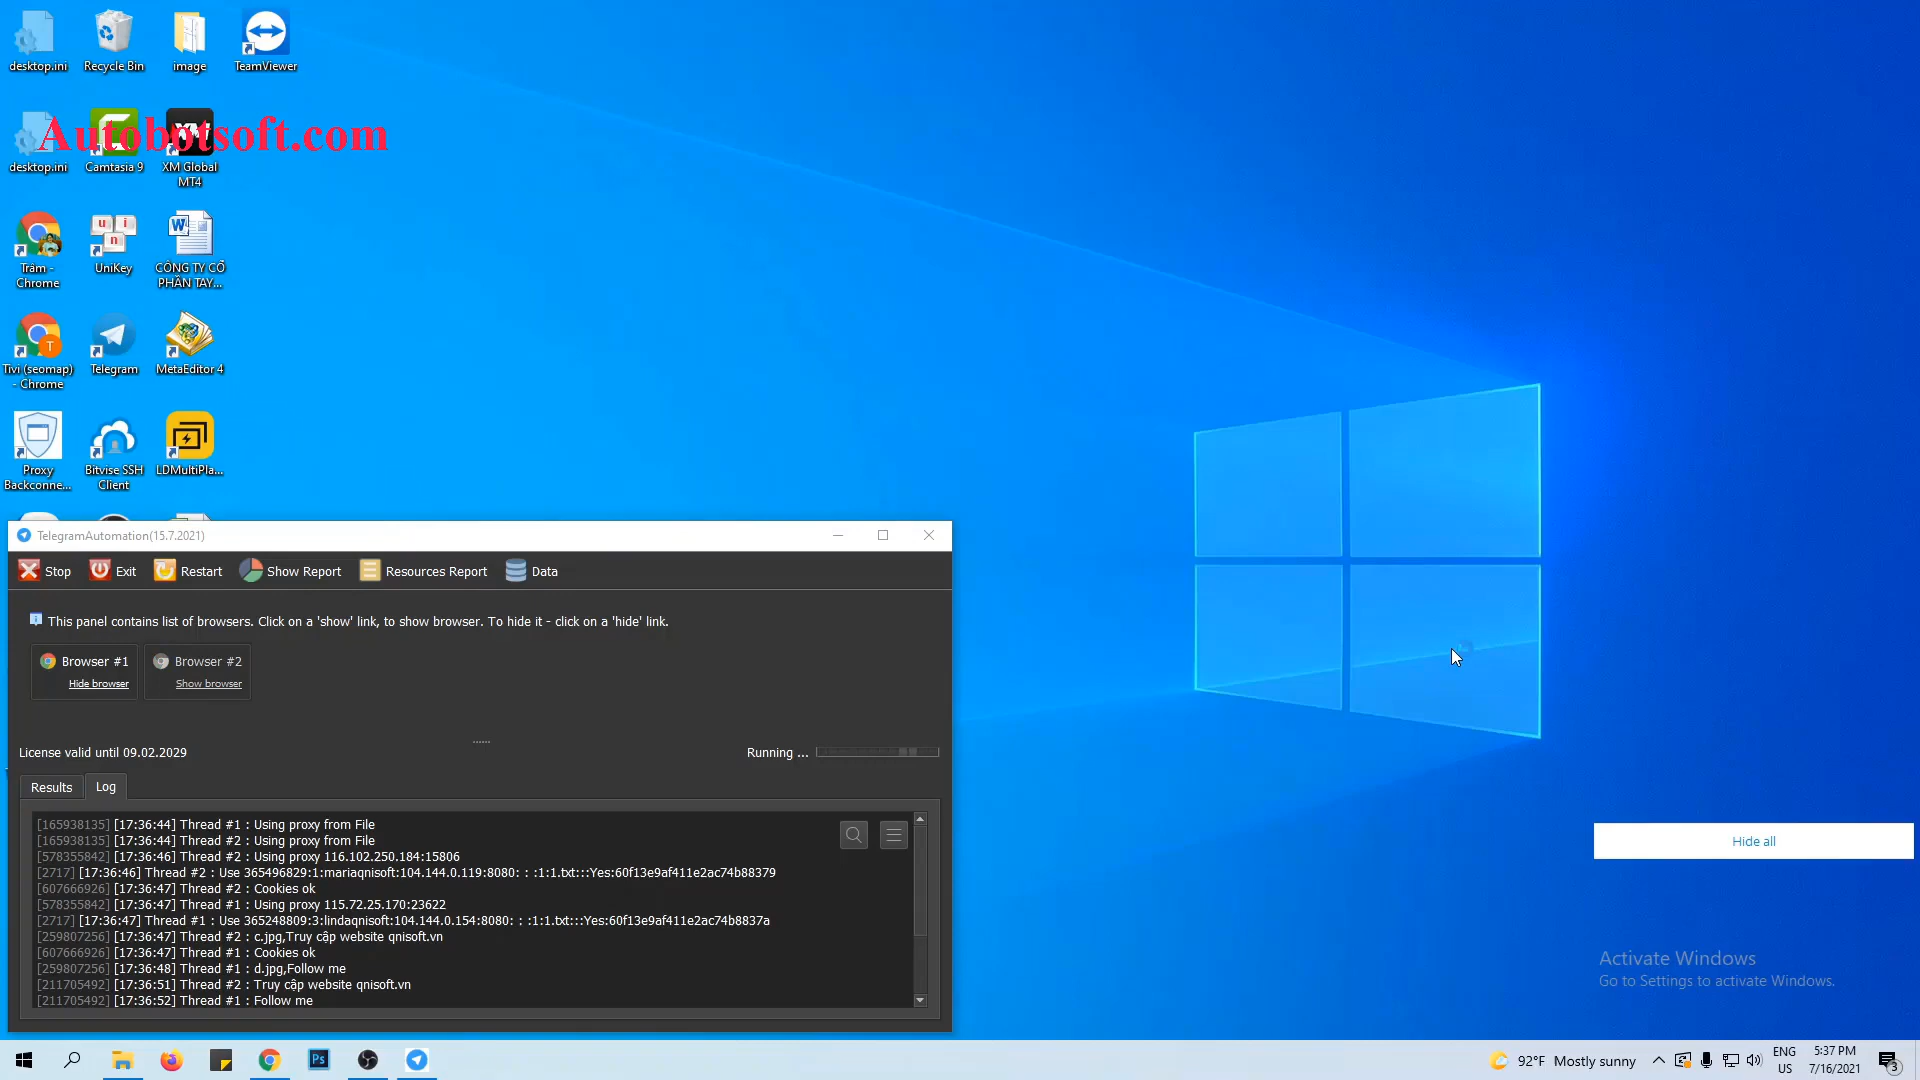 desktop.ini
Recycle Bin
image
TeamViewer
Autobotsoft.com
desktop.ini
Camtasia 9
XM Global
MT4
Trâm -
Chrome
UniKey
CÔNG TY CỔ
PHẦN TAY...
Tivi (seomap)
- Chrome
Telegram
MetaEditor 4
Proxy
Backconne...
Bitvise SSH
Client
LDMultiPla...
TelegramAutomation(15.7.2021)
Stop
Exit
Restart
Show Report
Resources Report
Data
This panel contains list of browsers. Click on a 'show' link, to show browser. To hide it - click on a 'hide' link.
Browser #1
Hide browser
Browser #2
Show browser
License valid until 09.02.2029
Running ...
Results
Log
[165938135] [17:36:44] Thread #1 : Using proxy from File
[165938135] [17:36:44] Thread #2 : Using proxy from File
[578355842] [17:36:46] Thread #2 : Using proxy 116.102.250.184:15806
[2717] [17:36:46] Thread #2 : Use 365496829:1:mariaqnisoft:104.144.0.119:8080: : :1:1.txt:::Yes:60f13e9af411e2ac74b88379
[607666926] [17:36:47] Thread #2 : Cookies ok
[578355842] [17:36:47] Thread #1 : Using proxy 115.72.25.170:23622
[2717] [17:36:47] Thread #1 : Use 365248809:3:lindaqnisoft:104.144.0.154:8080: : :1:1.txt:::Yes:60f13e9af411e2ac74b8837a
[259807256] [17:36:47] Thread #2 : c.jpg,Truy cập website qnisoft.vn
[607666926] [17:36:47] Thread #1 : Cookies ok
[259807256] [17:36:48] Thread #1 : d.jpg,Follow me
[211705492] [17:36:51] Thread #2 : Truy cập website qnisoft.vn
[211705492] [17:36:52] Thread #1 : Follow me
Hide all
Activate Windows
Go to Settings to activate Windows.
Ps
92°F Mostly sunny
ENG
US
5:37 PM
7/16/2021
3